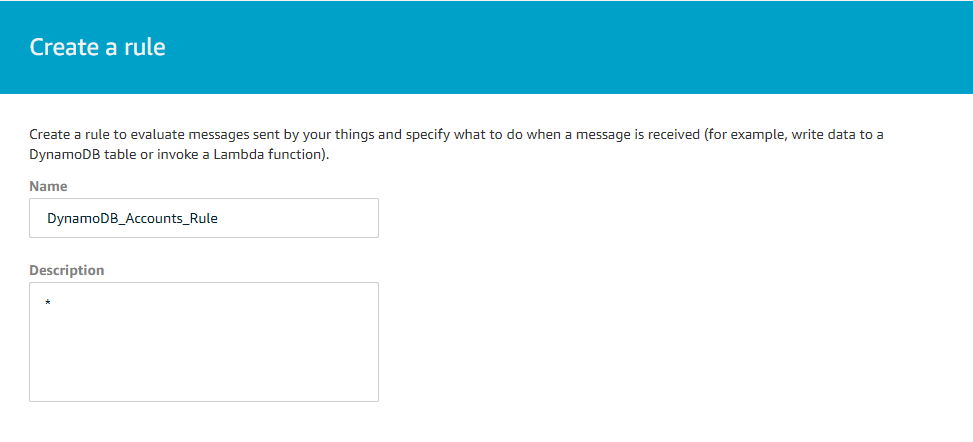 Create a rule
Create a rule to evaluate messages sent by your things and specify what to do when a message is received (for example, write data to a
DynamoDB table or invoke a Lambda function).
Name
DynamoDB_Accounts_Rule
Description
*